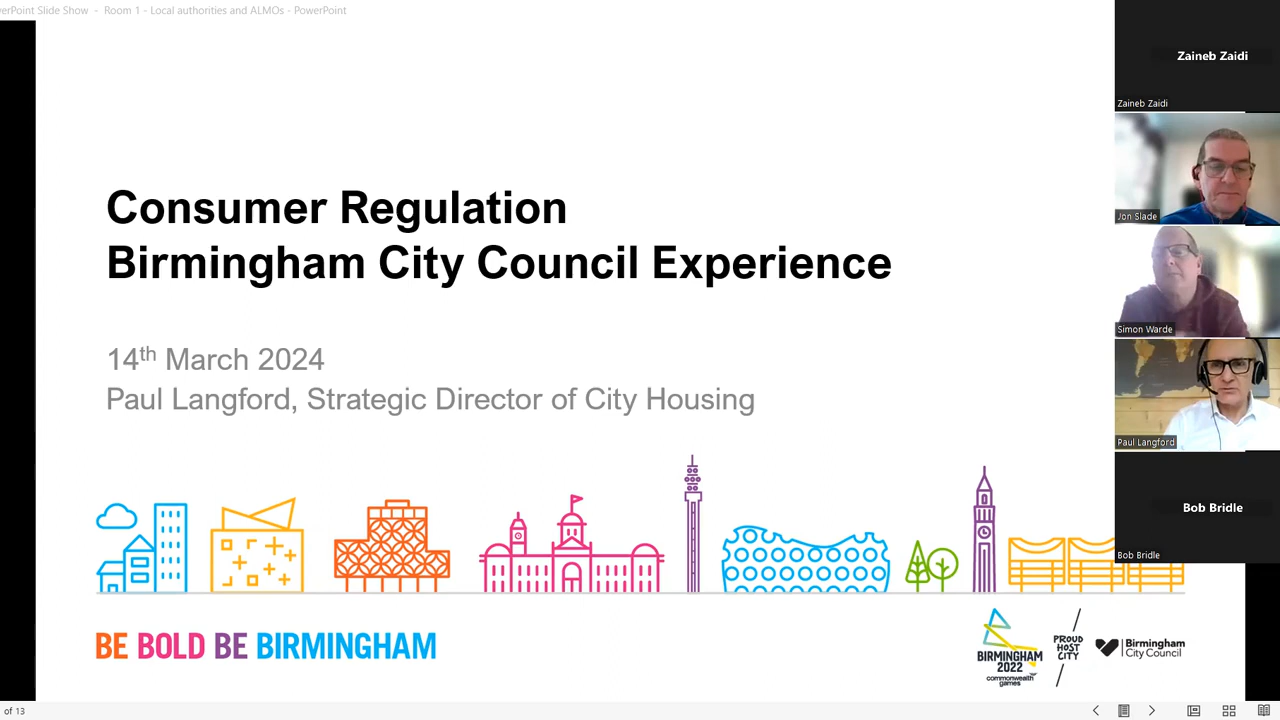 PowerPoint Slide Show - Room 1 - Local authorities and ALMOs - PowerPoint
Consumer Regulation
Birmingham City Council Experience
14th March 2024
Paul Langford, Strategic Director of City Housing
BE BOLD BE BIRMINGHAM
BIRMINGHAM
2022
commonwealth
games
PROUD
HOST
CITY
Birmingham
City Council
Zaineb Zaidi
Zaineb Zaidi
Jon Slade
Simon Warde
Paul Langford
Bob Bridle
Bob Bridle
of 13